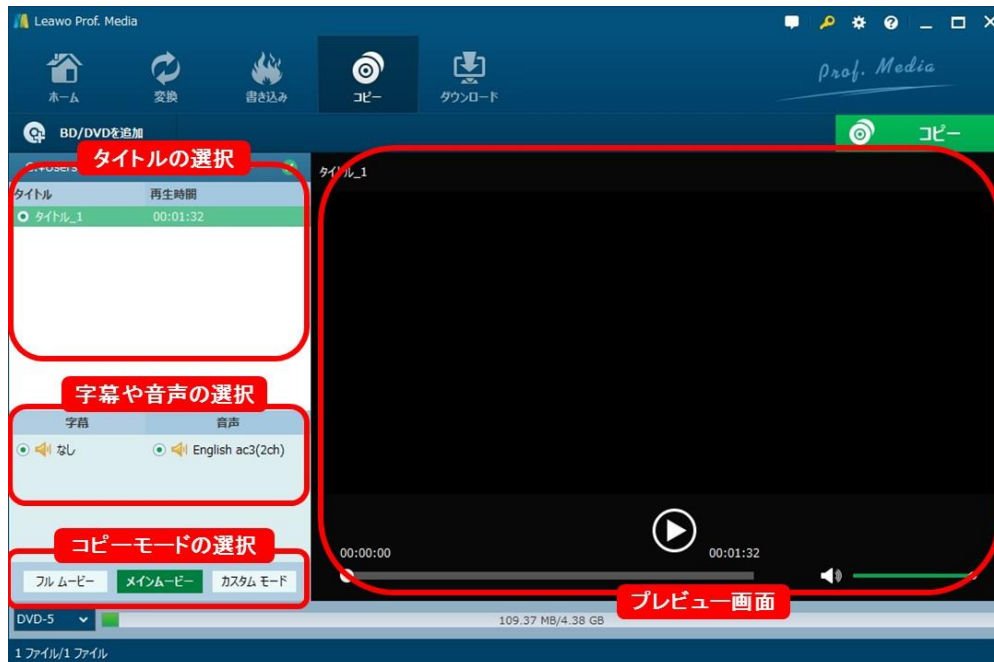 Leawo Prof. Media
ホーム
変換
書き込み
コピー
ダウンロード
Prof. Media
BD/DVDを追加
コピー
タイトルの選択
タイトル_1
タイトル 再生時間
タイトル_1 00:01:32
字幕や音声の選択
字幕 音声
なし English ac3(2ch)
コピーモードの選択
フル ムービー メインムービー カスタム モード
00:00:00 00:01:32
プレビュー画面
DVD-5 109.37 MB/4.38 GB
1 ファイル/1 ファイル